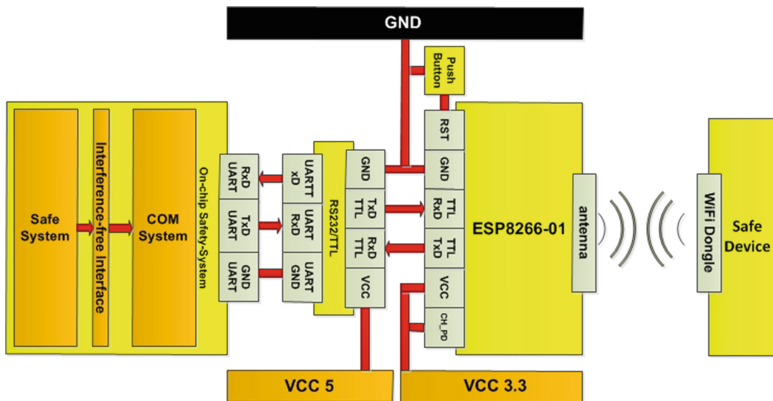 GND
Push
Button
Safe
System
Interference-free Interface
COM
System
On-chip Safety-System
RxD
UART
TxD
UART
GND
UART
UARTT
xD
UART
RxD
UART
GND
RS232/TTL
GND
TxD
TTL
RxD
TTL
VCC
RST
GND
TTL
RxD
TTL
TxD
VCC
CH_PD
ESP8266-01
antenna
WiFi Dongle
Safe
Device
VCC 5
VCC 3.3